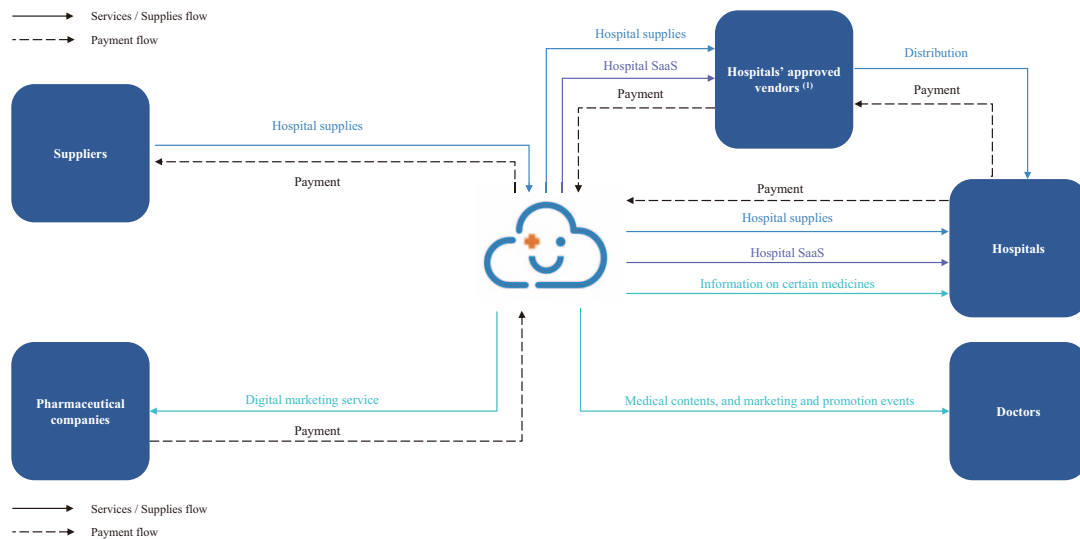 Services / Supplies flow
Payment flow
Hospital supplies
Hospital SaaS
Payment
Hospitals’ approved
vendors (1)
Distribution
Payment
Suppliers
Hospital supplies
Payment
Payment
Hospital supplies
Hospital SaaS
Information on certain medicines
Hospitals
Pharmaceutical
companies
Digital marketing service
Payment
Medical contents, and marketing and promotion events
Doctors
Services / Supplies flow
Payment flow